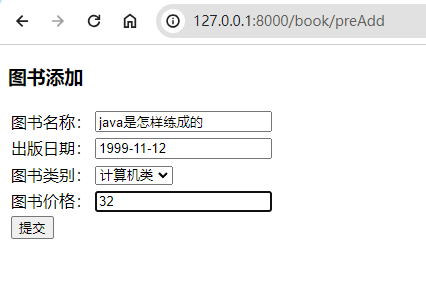 127.0.0.1:8000/book/preAdd
图书添加
图书名称： java是怎样练成的
出版日期： 1999-11-12
图书类别： 计算机类
图书价格： 32
提交